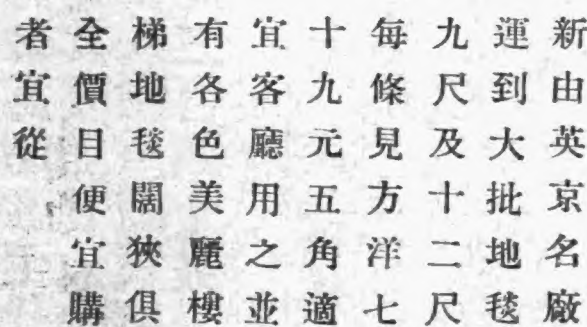 新由英京名廠
運到大批地毯
九尺及十二尺
每條見方洋七
十九元五角適
宜客廳用之並
有各色美麗樓
梯地毯闊狹俱
全價目便宜購
者宜從